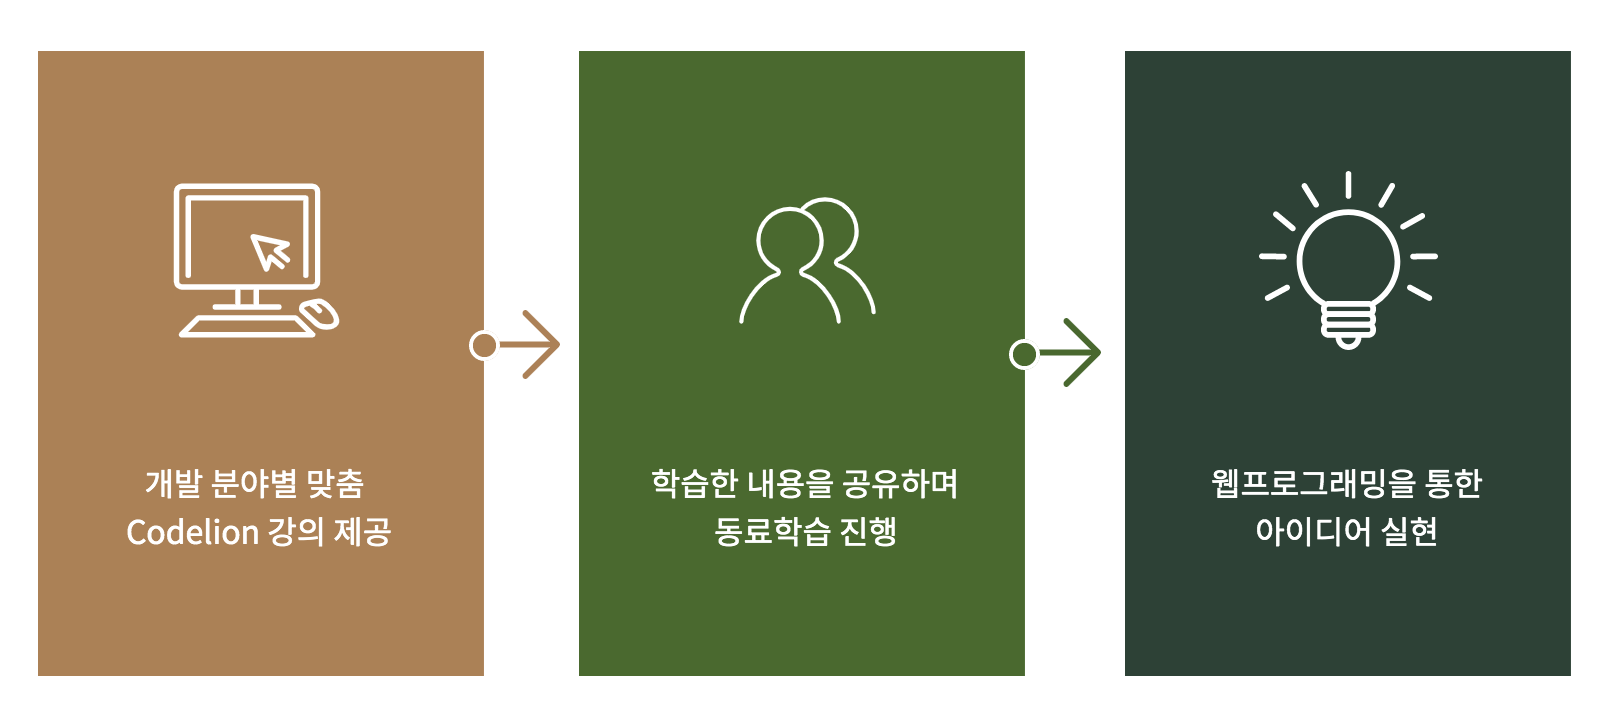 개발 분야별 맞춤
Codelion 강의 제공
학습한 내용을 공유하며
동료학습 진행
웹프로그래밍을 통한
아이디어 실현